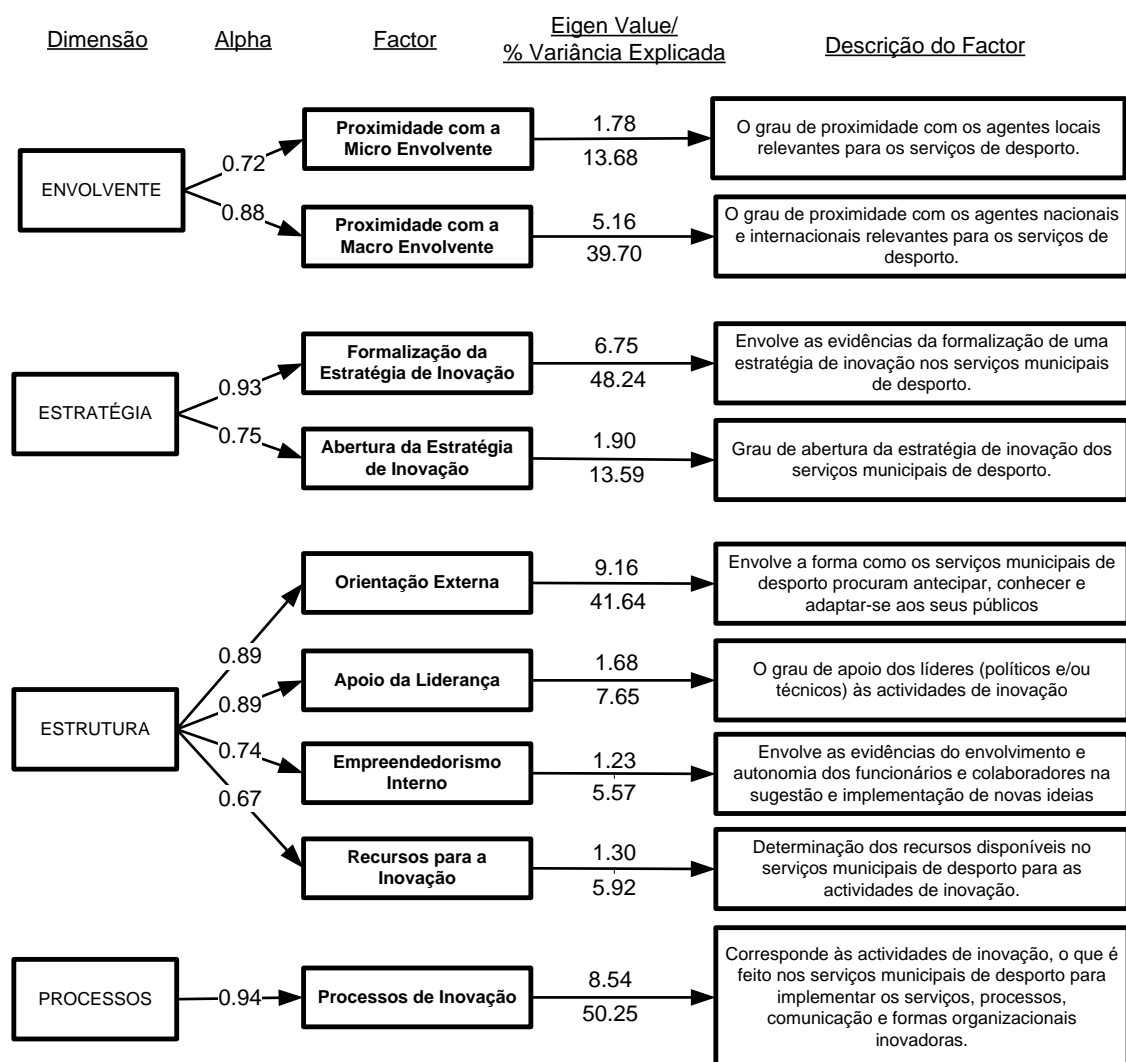 Dimensão
Alpha
Factor
Eigen Value/
% Variância Explicada
Descrição do Factor
ENVOLVENTE
0.72
Proximidade com a
Micro Envolvente
1.78
13.68
O grau de proximidade com os agentes locais
relevantes para os serviços de desporto.
0.88
Proximidade com a
Macro Envolvente
5.16
39.70
O grau de proximidade com os agentes nacionais
e internacionais relevantes para os serviços de
desporto.
ESTRATÉGIA
0.93
Formalização da
Estratégia de Inovação
6.75
48.24
Envolve as evidências da formalização de uma
estratégia de inovação nos serviços municipais
de desporto.
0.75
Abertura da Estratégia
de Inovação
1.90
13.59
Grau de abertura da estratégia de inovação dos
serviços municipais de desporto.
ESTRUTURA
0.89
Orientação Externa
9.16
41.64
Envolve a forma como os serviços municipais de
desporto procuram antecipar, conhecer e
adaptar-se aos seus públicos
0.89
Apoio da Liderança
1.68
7.65
O grau de apoio dos líderes (políticos e/ou
técnicos) às actividades de inovação
0.74
Empreendedorismo
Interno
1.23
5.57
Envolve as evidências do envolvimento e
autonomia dos funcionários e colaboradores na
sugestão e implementação de novas ideias
0.67
Recursos para a
Inovação
1.30
5.92
Determinação dos recursos disponíveis no
serviços municipais de desporto para as
actividades de inovação.
PROCESSOS
0.94
Processos de Inovação
8.54
50.25
Corresponde às actividades de inovação, o que é
feito nos serviços municipais de desporto para
implementar os serviços, processos,
comunicação e formas organizacionais
inovadoras.